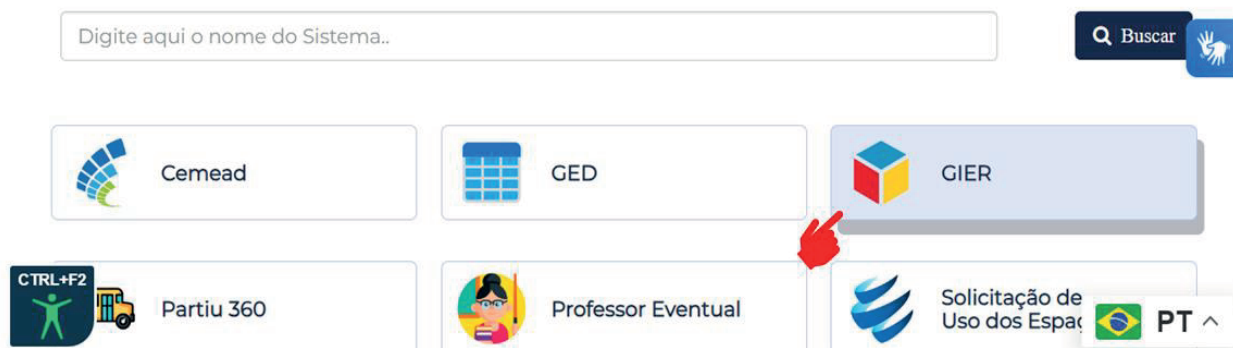 Digite aqui o nome do Sistema..
Buscar
Cemead
GED
GIER
CTRL+F2
Partiu 360
Professor Eventual
Solicitação de
Uso dos
PT